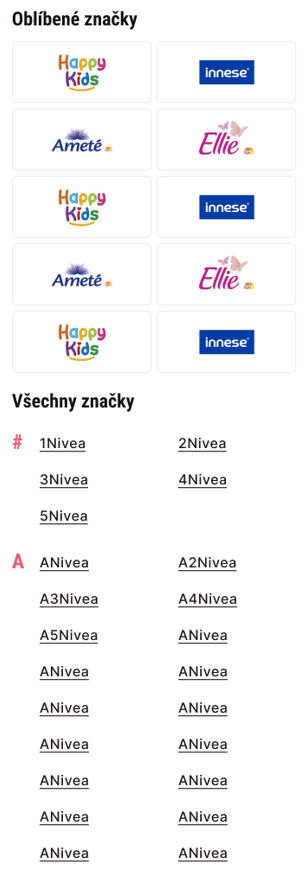 Oblíbené značky
Happy Kids
innese®
Ameté
Ellie
Happy Kids
innese®
Ameté
Ellie
Happy Kids
innese®
Všechny značky
# 1Nivea 2Nivea
3Nivea 4Nivea
5Nivea
A ANivea A2Nivea
A3Nivea A4Nivea
A5Nivea ANivea
ANivea ANivea
ANivea ANivea
ANivea ANivea
ANivea ANivea
ANivea ANivea
ANivea ANivea